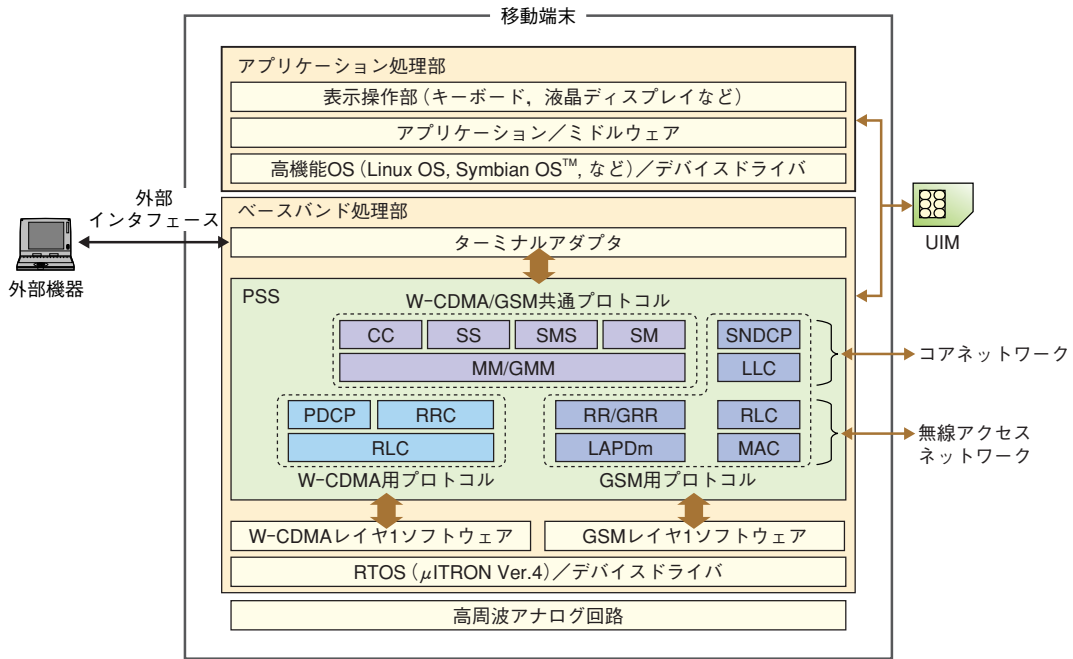 移動端末
アプリケーション処理部
表示操作部（キーボード，液晶ディスプレイなど）
アプリケーション／ミドルウェア
高機能OS（Linux OS, Symbian OS™, など）／デバイスドライバ
外部
インタフェース
外部機器
UIM
ベースバンド処理部
ターミナルアダプタ
PSS
W-CDMA/GSM共通プロトコル
CC
SS
SMS
SM
MM/GMM
SNDCP
LLC
コアネットワーク
PDCP
RRC
RLC
W-CDMA用プロトコル
RR/GRR
RLC
LAPDm
MAC
GSM用プロトコル
無線アクセス
ネットワーク
W-CDMAレイヤ1ソフトウェア
GSMレイヤ1ソフトウェア
RTOS（μITRON Ver.4）／デバイスドライバ
高周波アナログ回路